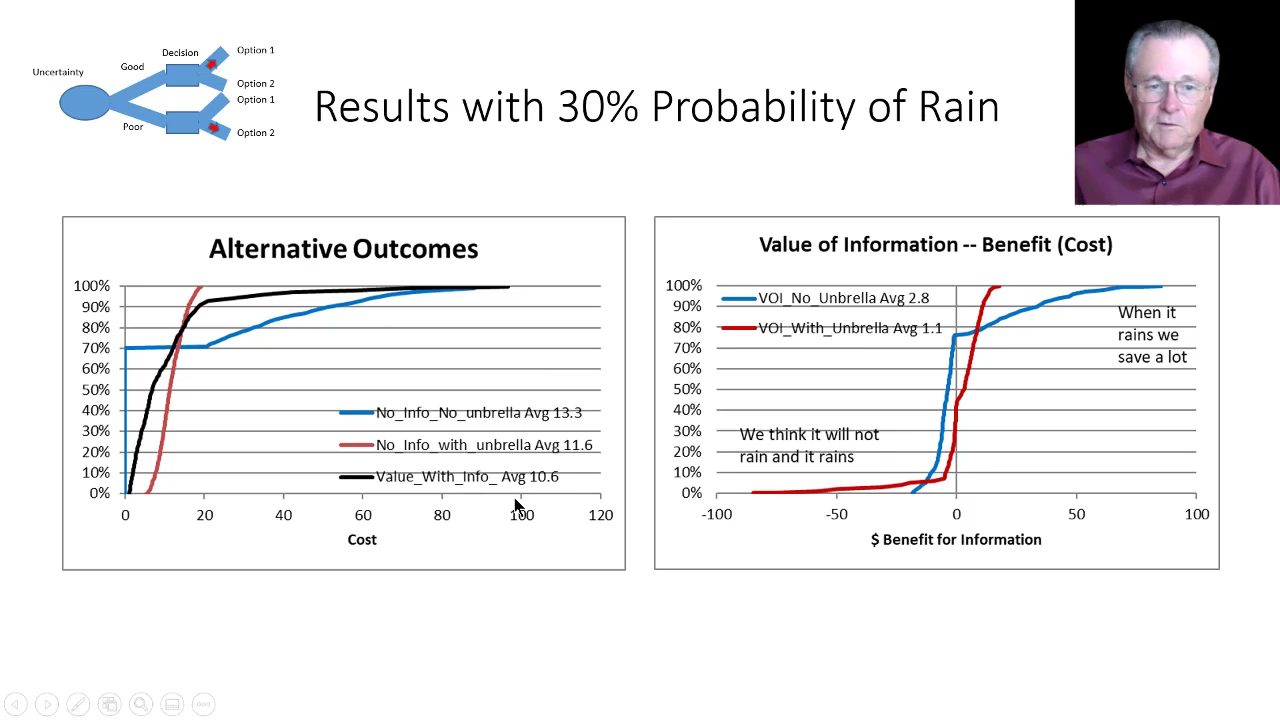 Uncertainty
Good
Poor
Decision
Option 1
Option 2
Option 1
Option 2
Results with 30% Probability of Rain
Alternative Outcomes
100%
90%
80%
70%
60%
50%
40%
30%
20%
10%
0%
No_Info_No_unbrella Avg 13.3
No_Info_with_unbrella Avg 11.6
Value_With_Info_ Avg 10.6
0 20 40 60 80 100 120
Cost
Value of Information -- Benefit (Cost)
100%
90%
80%
70%
60%
50%
40%
30%
20%
10%
0%
VOI_No_Unbrella Avg 2.8
VOI_With_Unbrella Avg 1.1
When it
rains we
save a lot
We think it will not
rain and it rains
-100 -50 0 50 100
$ Benefit for Information